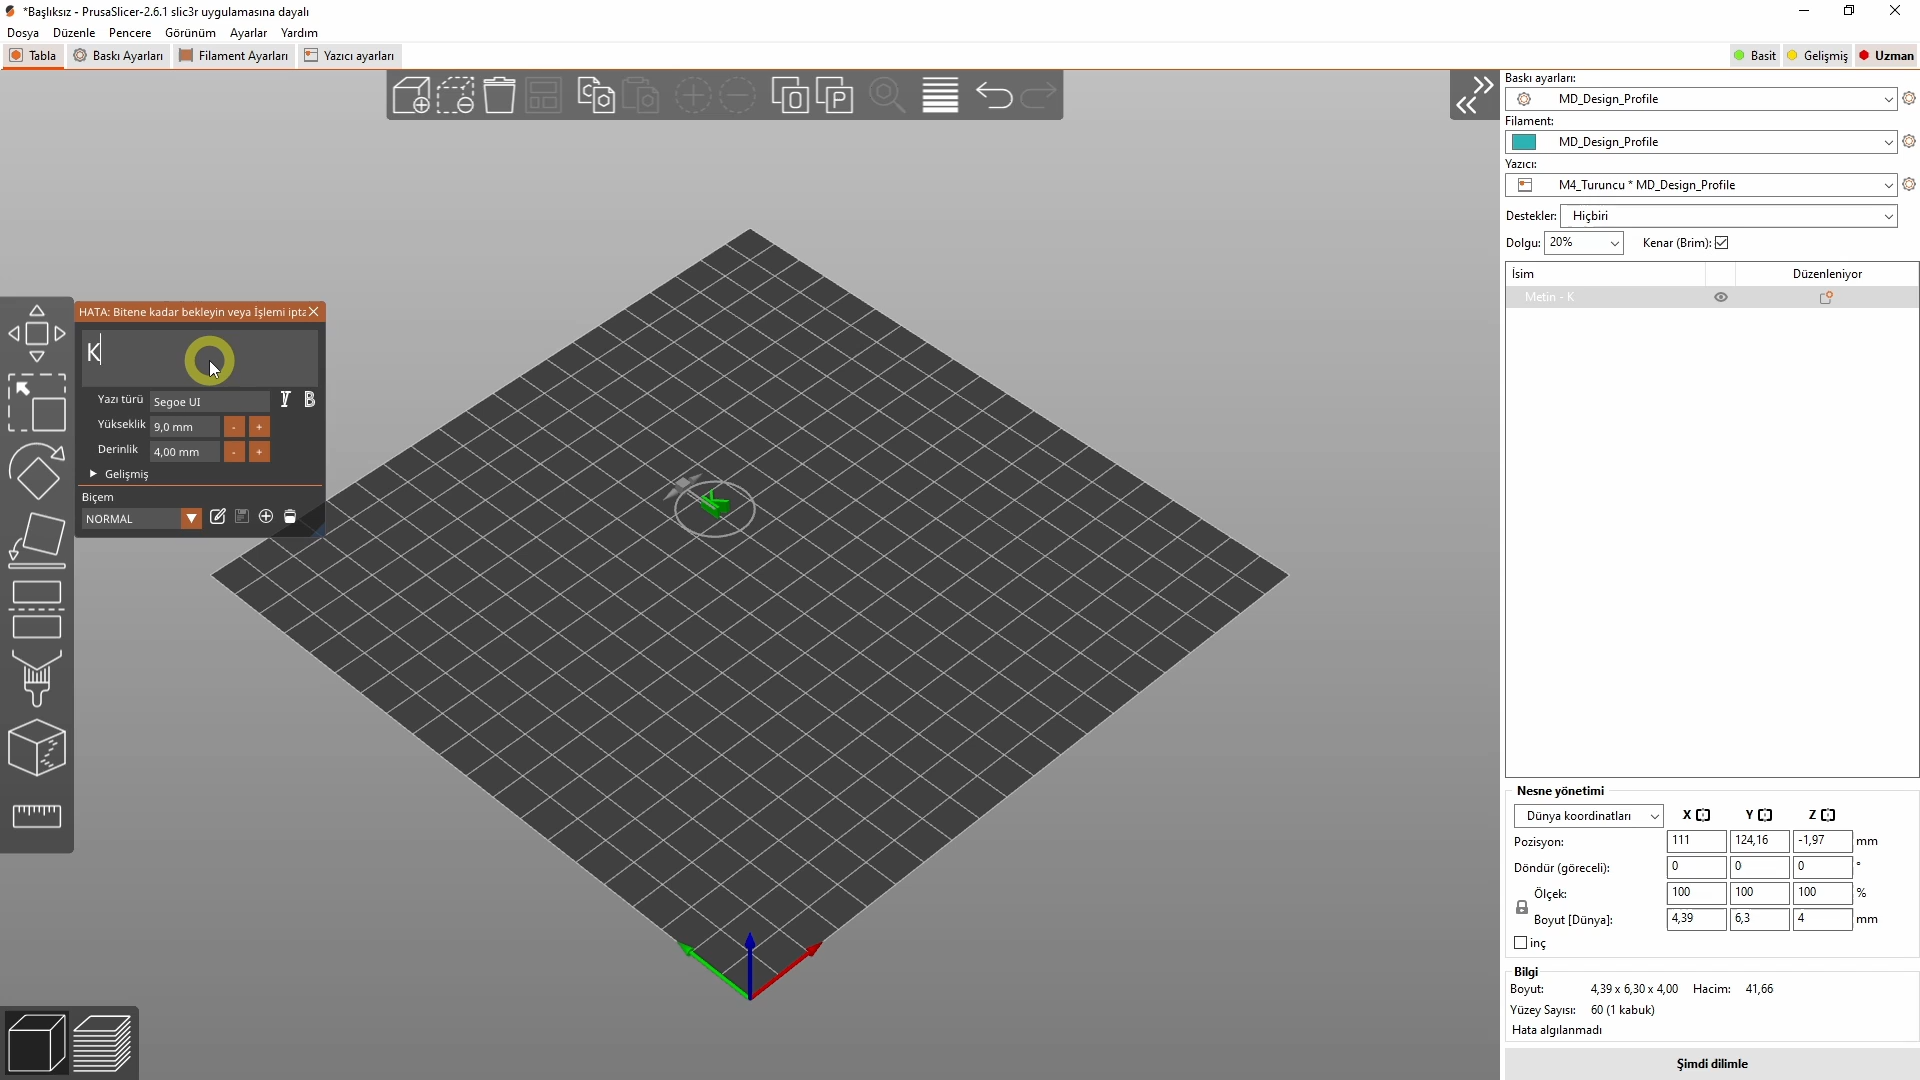 *Başlıksız - PrusaSlicer-2.6.1 slic3r uygulamasına dayalı
Dosya Düzenle Pencere Görünüm Ayarlar Yardım
Tabla Baskı Ayarları Filament Ayarları Yazıcı ayarları
Basit Gelişmiş Uzman
Baskı ayarları:
MD_Design_Profile
Filament:
MD_Design_Profile
Yazıcı:
M4_Turuncu * MD_Design_Profile
Destekler: Hiçbiri
Dolgu: 20% Kenar (Brim):
İsim Düzenleniyor
Metin - K
HATA: Bitene kadar bekleyin veya İşlemi ipta
K
Yazı türü Segoe UI
Yükseklik 9,0 mm - +
Derinlik 4,00 mm - +
Gelişmiş
Biçem
NORMAL
Nesne yönetimi
Dünya koordinatları X Y Z
Pozisyon: 111 124,16 -1,97 mm
Döndür (göreceli): 0 0 0 °
Ölçek: 100 100 100 %
Boyut [Dünya]: 4,39 6,3 4 mm
inç
Bilgi
Boyut: 4,39 x 6,30 x 4,00 Hacim: 41,66
Yüzey Sayısı: 60 (1 kabuk)
Hata algılanmadı
Şimdi dilimle